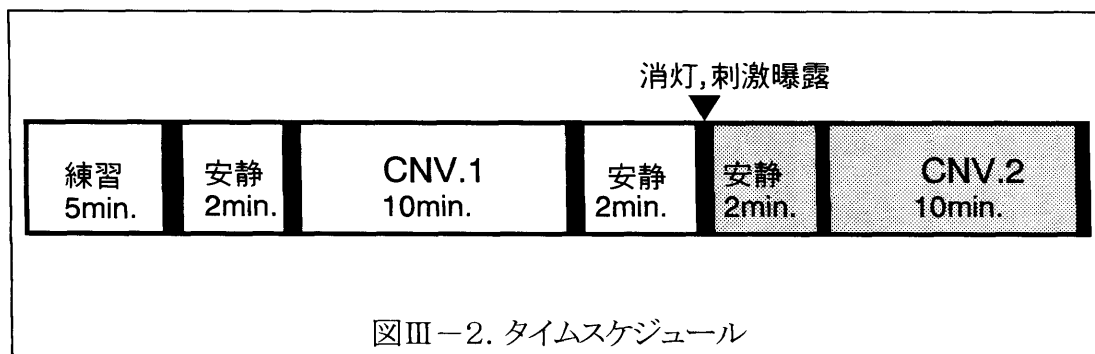 消灯,刺激曝露
練習
5min.
安静
2min.
CNV.1
10min.
安静
2min.
安静
2min.
CNV.2
10min.
図Ⅲ－2. タイムスケジュール